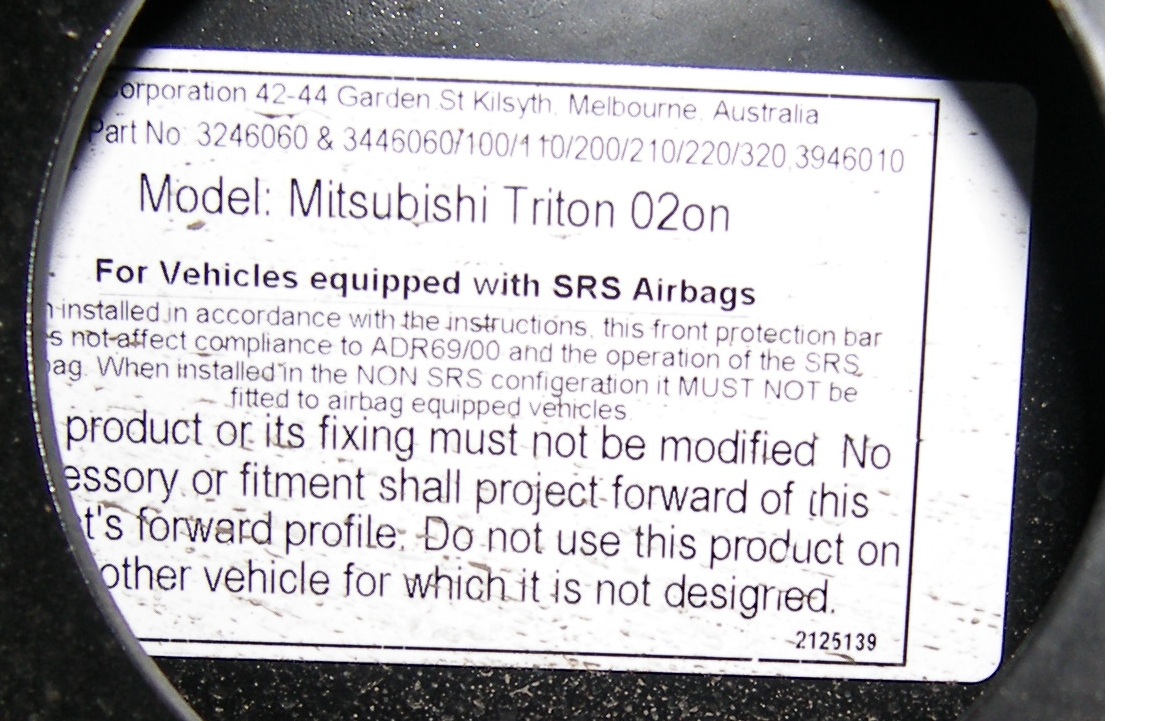 Corporation 42-44 Garden St Kilsyth, Melbourne, Australia
Part No: 3246060 & 3446060/100/110/200/210/220/320,3946010
Model: Mitsubishi Triton 02on
For Vehicles equipped with SRS Airbags
installed in accordance with the instructions, this front protection bar
s not affect compliance to ADR69/00 and the operation of the SRS
ag. When installed in the NON SRS configeration it MUST NOT be
fitted to airbag equipped vehicles
product or its fixing must not be modified No
essory or fitment shall project forward of this
t's forward profile. Do not use this product on
other vehicle for which it is not designed.
2125139